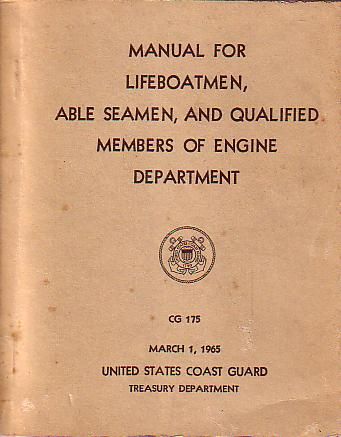 MANUAL FOR
LIFEBOATMEN,
ABLE SEAMEN, AND QUALIFIED
MEMBERS OF ENGINE
DEPARTMENT
CG 175
MARCH 1, 1965
UNITED STATES COAST GUARD
TREASURY DEPARTMENT